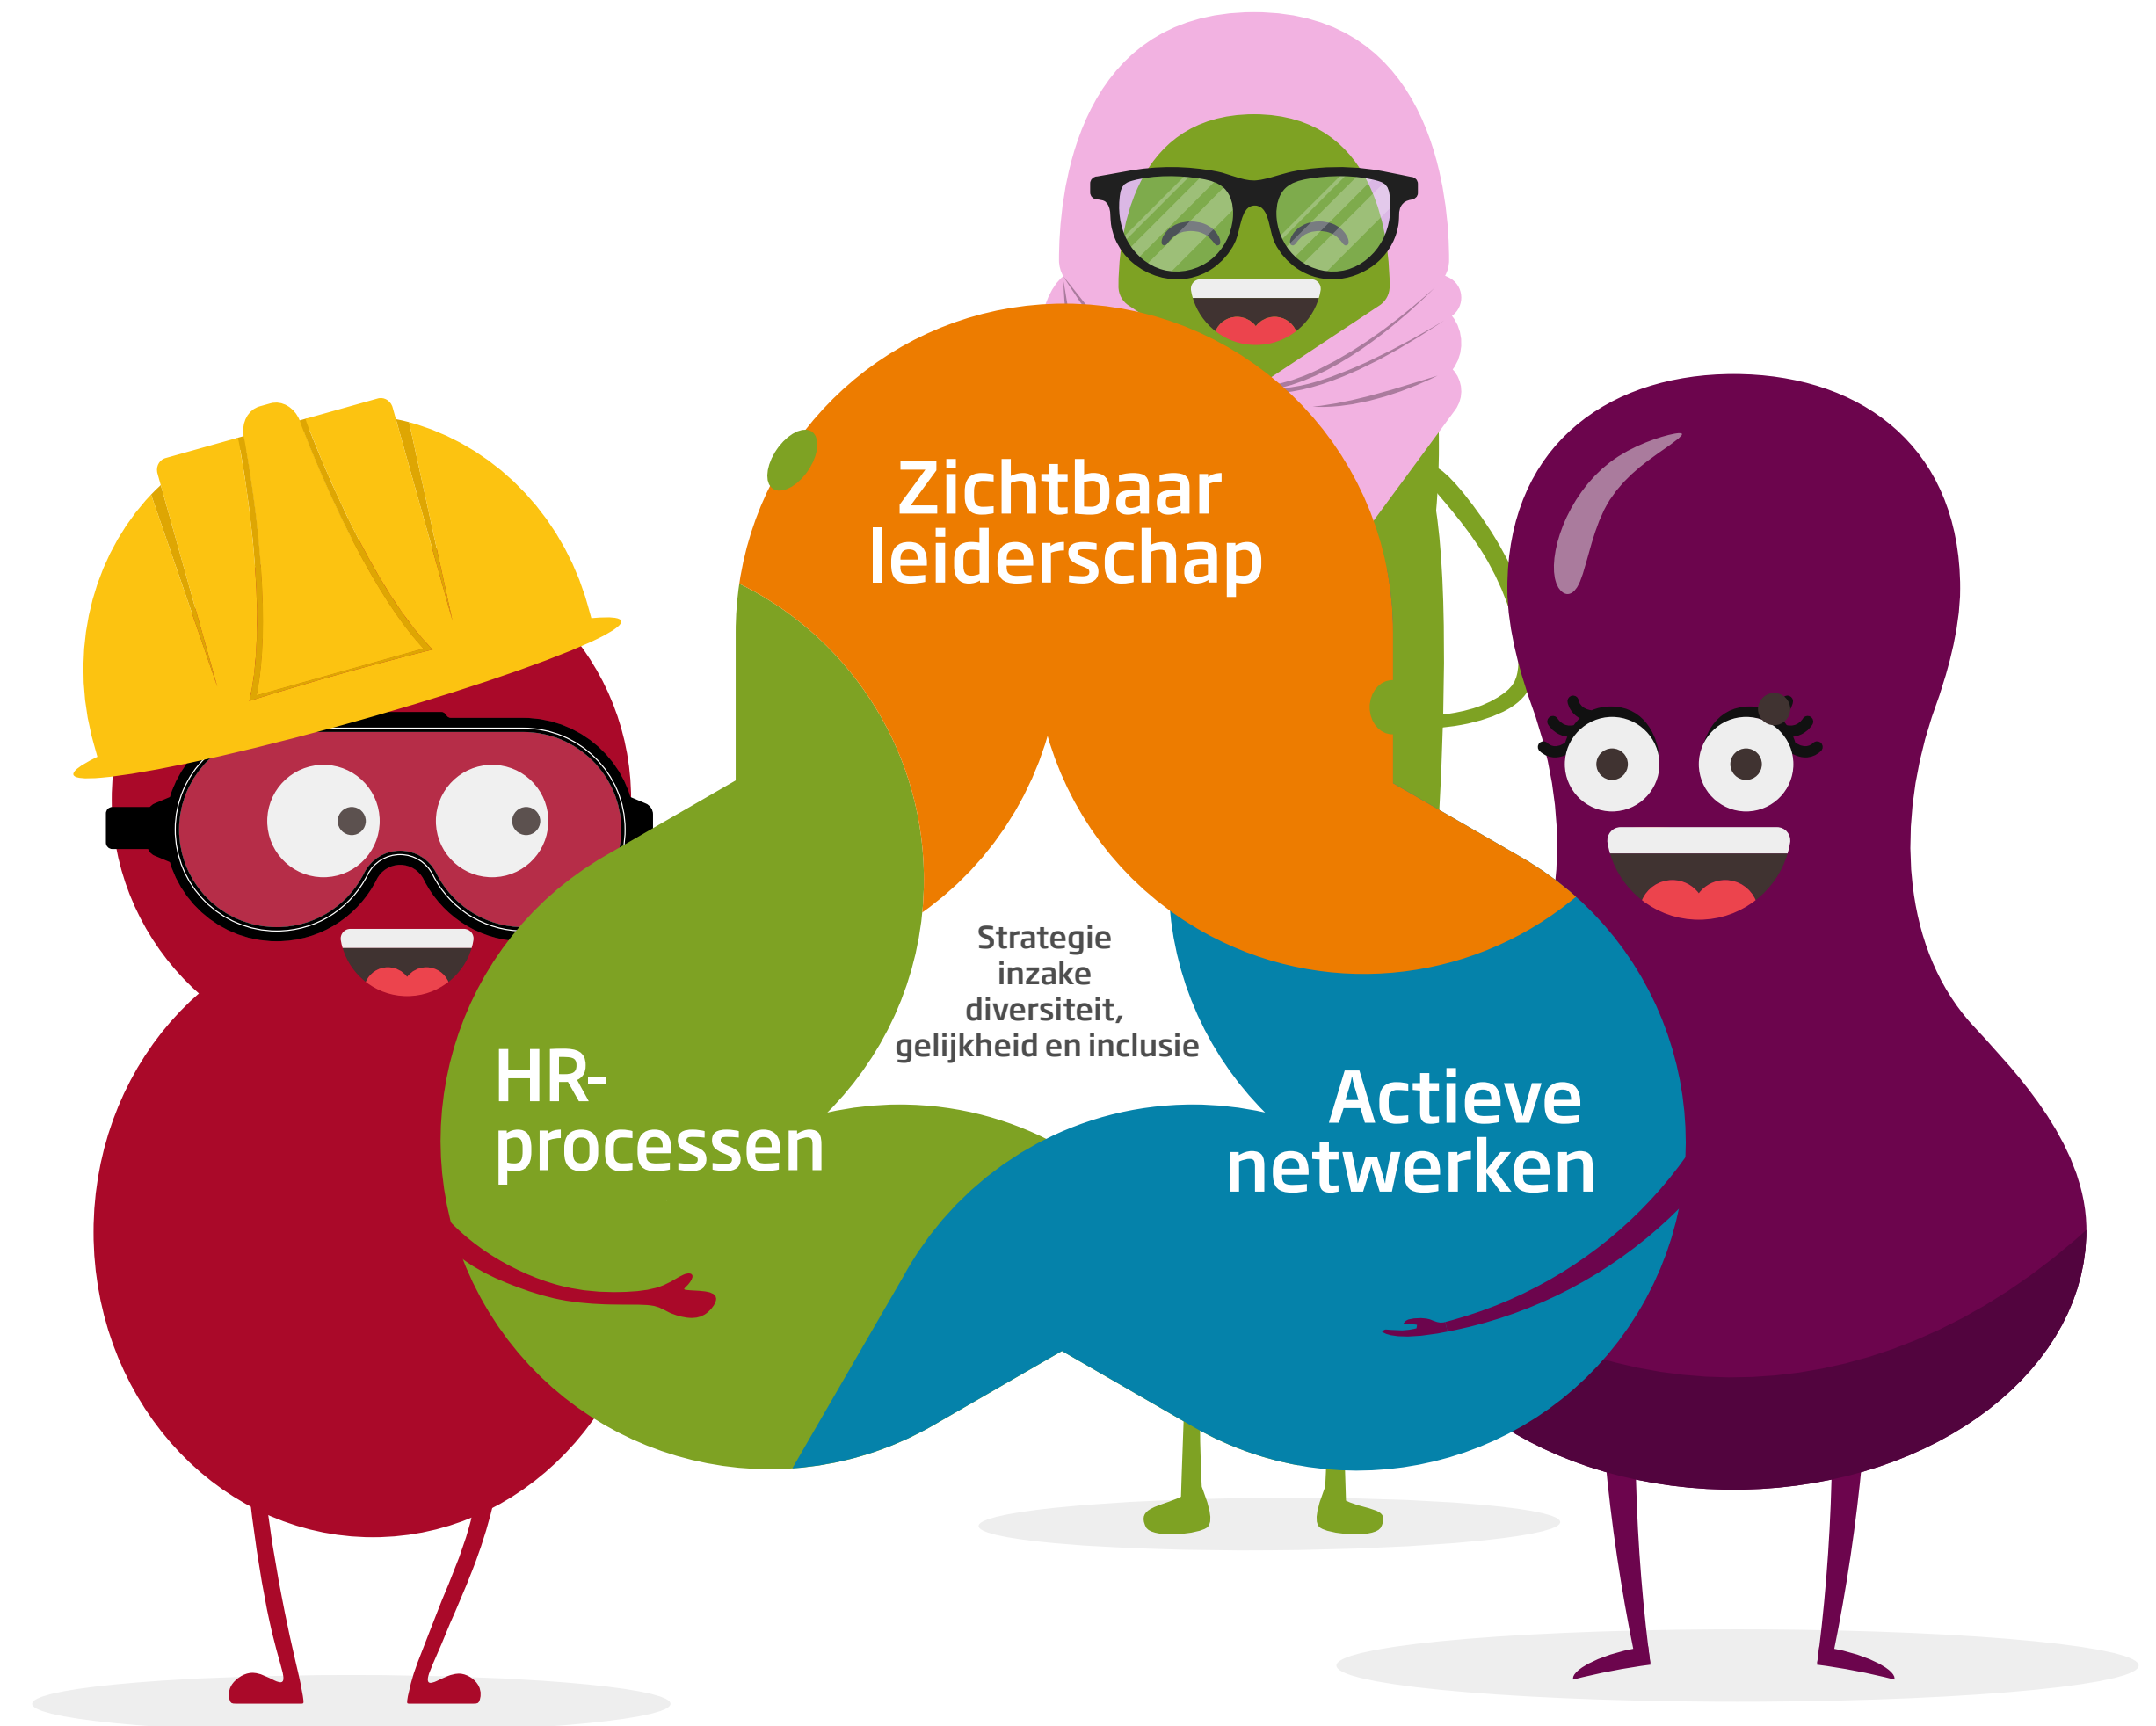 Zichtbaar
leiderschap
Strategie
inzake
diversiteit,
gelijkheid en inclusie
HR-
processen
Actieve
netwerken